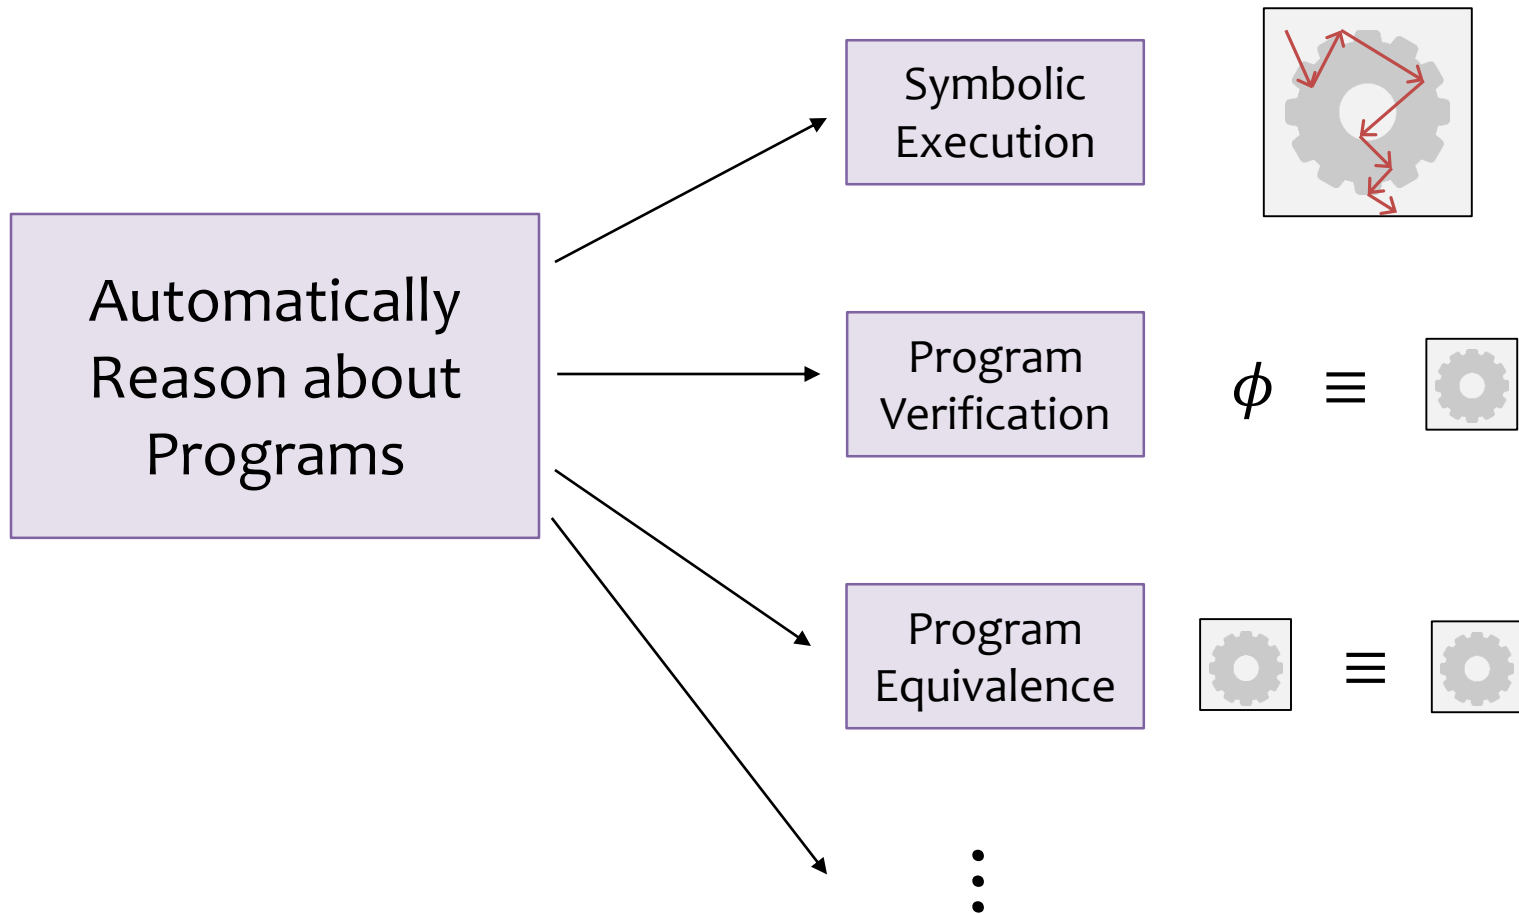 Automatically
Reason about
Programs
Symbolic
Execution
Program
Verification
ϕ ≡
Program
Equivalence
≡
⋮